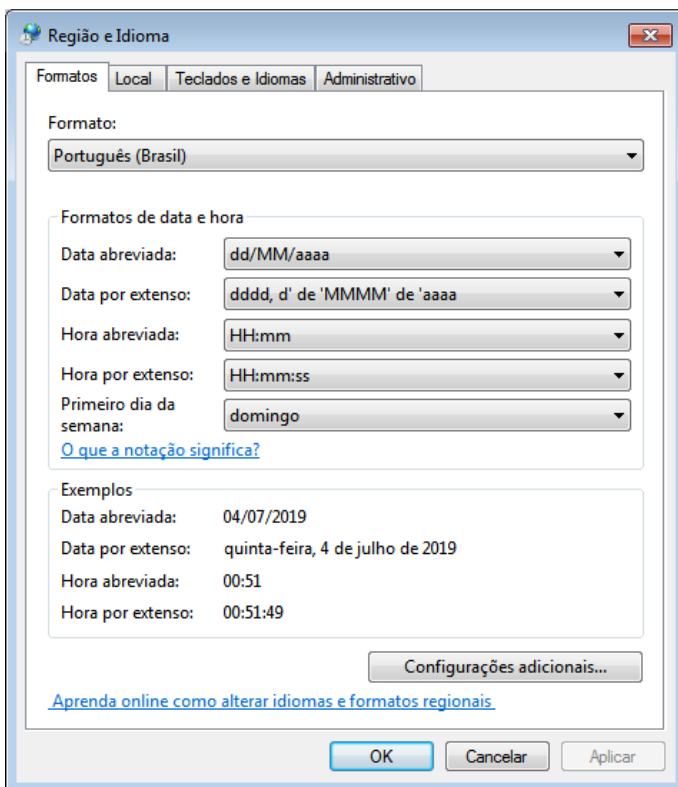 Região e Idioma
Formatos Local Teclados e Idiomas Administrativo
Formato:
Português (Brasil)
Formatos de data e hora
Data abreviada: dd/MM/aaaa
Data por extenso: dddd, d' de 'MMMM' de 'aaaa
Hora abreviada: HH:mm
Hora por extenso: HH:mm:ss
Primeiro dia da
semana: domingo
O que a notação significa?
Exemplos
Data abreviada: 04/07/2019
Data por extenso: quinta-feira, 4 de julho de 2019
Hora abreviada: 00:51
Hora por extenso: 00:51:49
Configurações adicionais...
Aprenda online como alterar idiomas e formatos regionais
OK Cancelar Aplicar